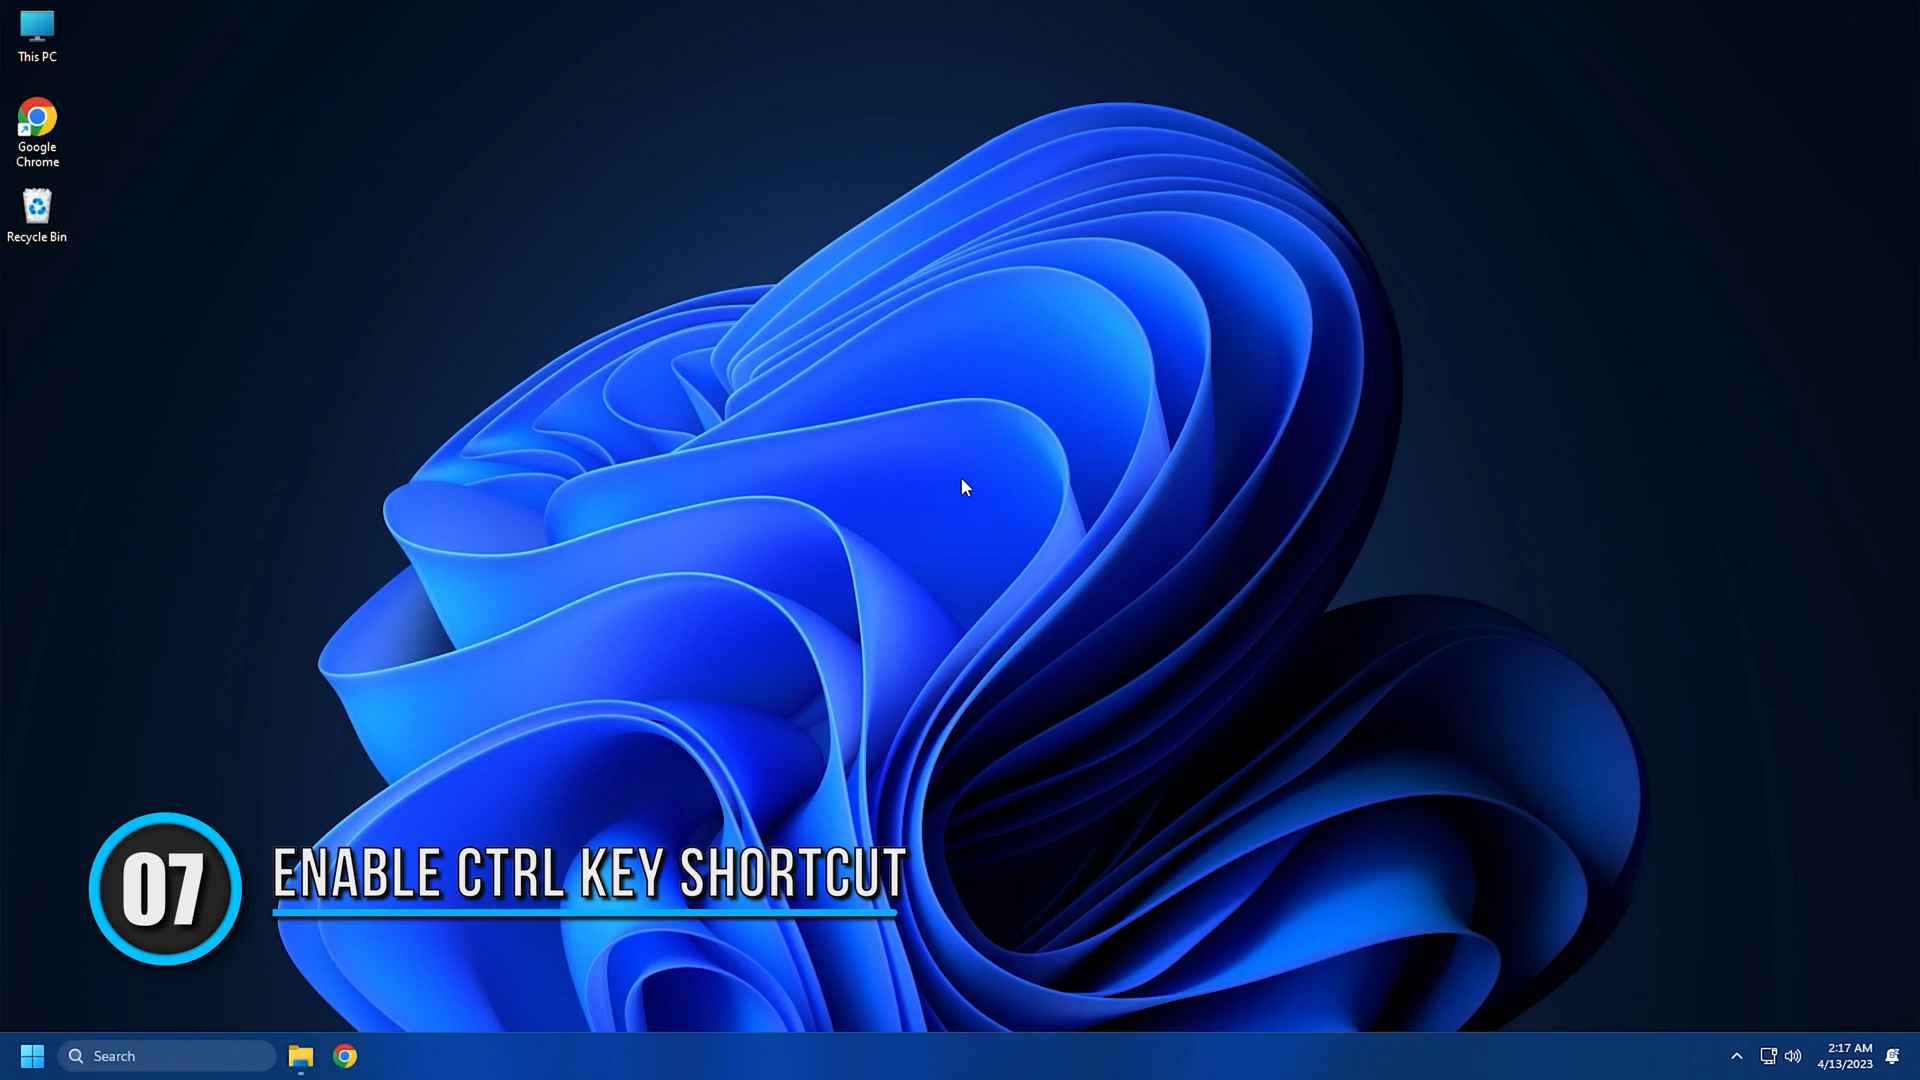 This PC
Google
Chrome
Recycle Bin
07
ENABLE CTRL KEY SHORTCUT
Search
2:17 AM
4/13/2023